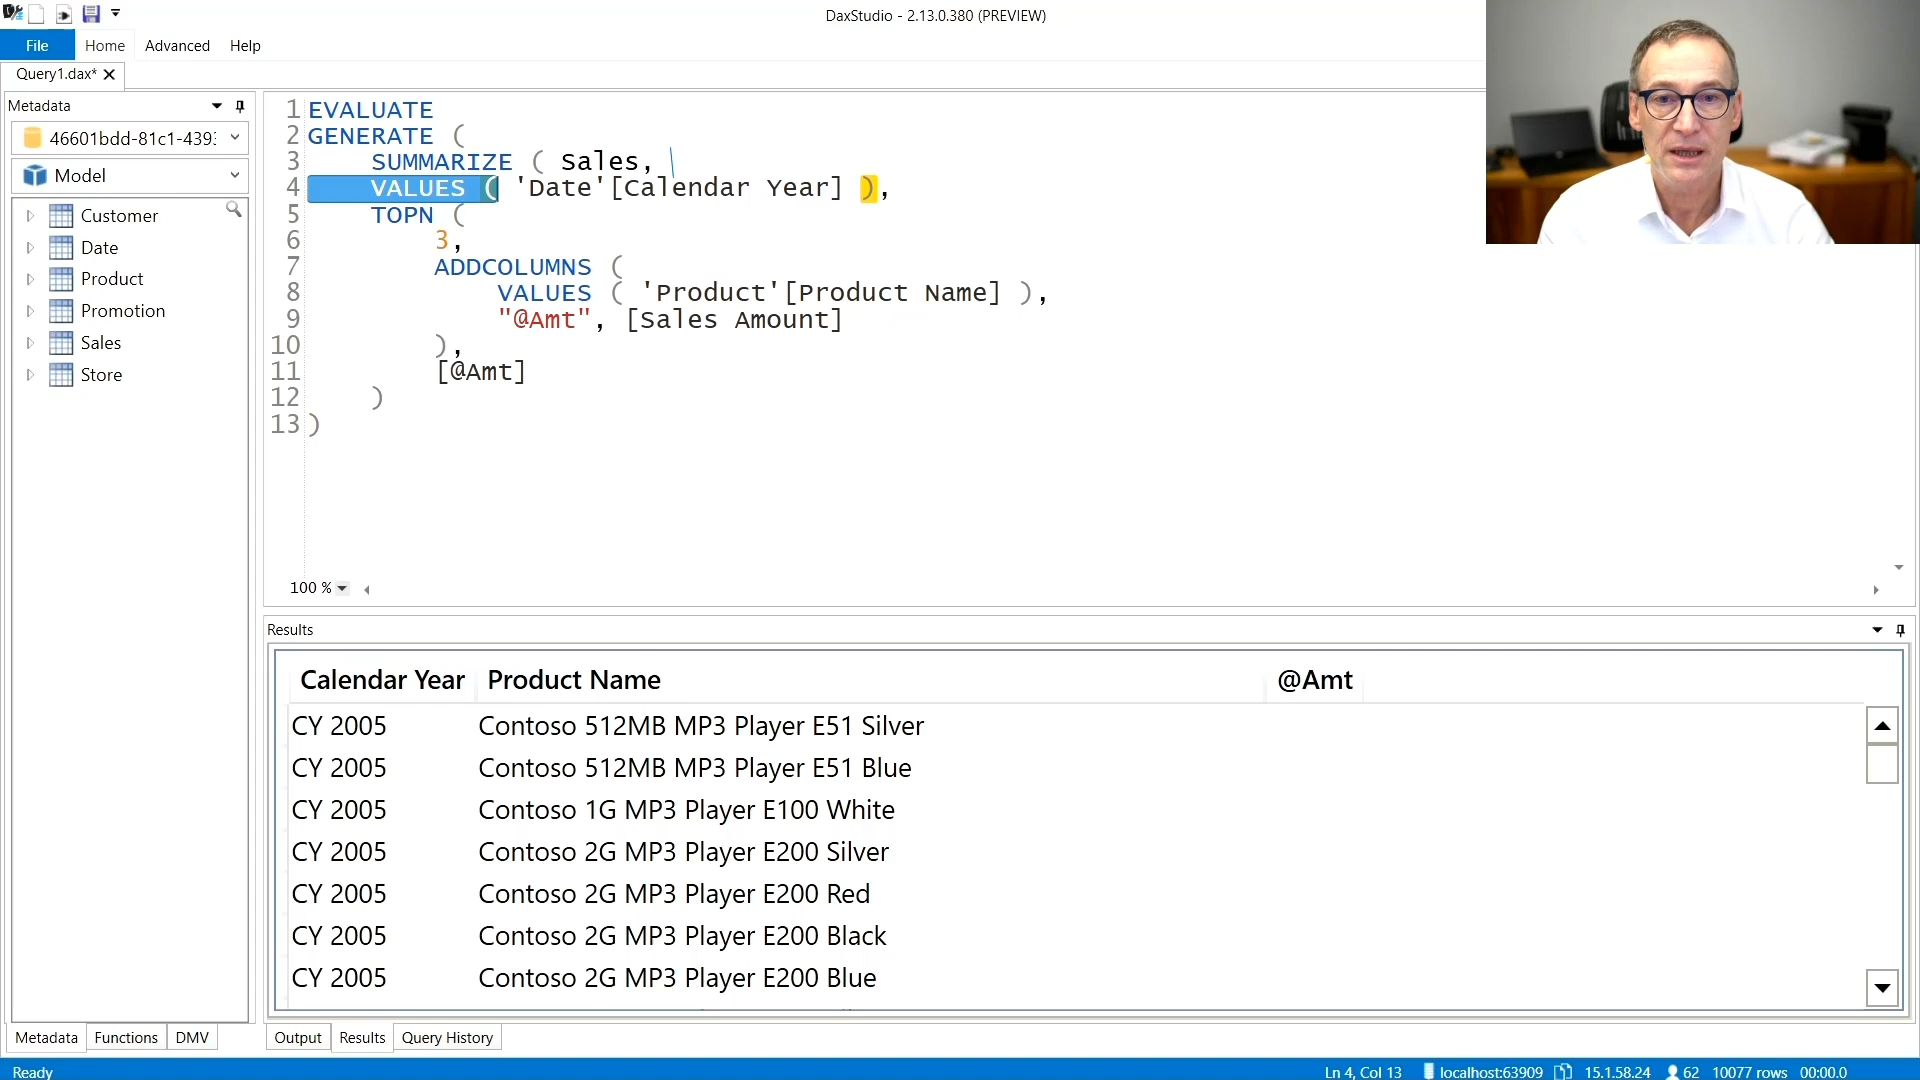 DaxStudio - 2.13.0.380 (PREVIEW)
File Home Advanced Help
Query1.dax*
Metadata
46601bdd-81c1-439
Model
Customer
Date
Product
Promotion
Sales
Store
1 EVALUATE
2 GENERATE (
3 SUMMARIZE ( Sales,
4 VALUES ( 'Date'[Calendar Year] ),
5 TOPN (
6 3,
7 ADDCOLUMNS (
8 VALUES ( 'Product'[Product Name] ),
9 "@Amt", [Sales Amount]
10 ),
11 [@Amt]
12 )
13 )
100 %
Results
Calendar Year Product Name @Amt
CY 2005 Contoso 512MB MP3 Player E51 Silver
CY 2005 Contoso 512MB MP3 Player E51 Blue
CY 2005 Contoso 1G MP3 Player E100 White
CY 2005 Contoso 2G MP3 Player E200 Silver
CY 2005 Contoso 2G MP3 Player E200 Red
CY 2005 Contoso 2G MP3 Player E200 Black
CY 2005 Contoso 2G MP3 Player E200 Blue
Metadata Functions DMV
Output Results Query History
Ready Ln 4, Col 13 localhost:63909 15.1.58.24 62 10077 rows 00:00.0